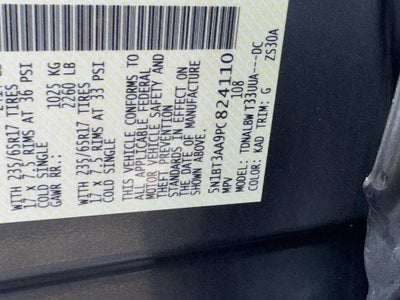 WITH 235/65R17 TIRES
17 X 7.5 RIMS AT 36 PSI
COLD SINGLE
GAWR RR: 1025 KG
2260 LB
WITH 235/65R17 TIRES
17 X 7.5 RIMS AT 33 PSI
COLD SINGLE
THIS VEHICLE CONFORMS TO
ALL APPLICABLE FEDERAL
MOTOR VEHICLE SAFETY AND
THEFT PREVENTION
STANDARDS IN EFFECT ON
THE DATE OF MANUFACTURE
SHOWN ABOVE
5N1BT3AA9PC824110
MPV 108
MODEL: TDNALBW T33UUA----DC
COLOR: KAD TRIM: G ZS30A